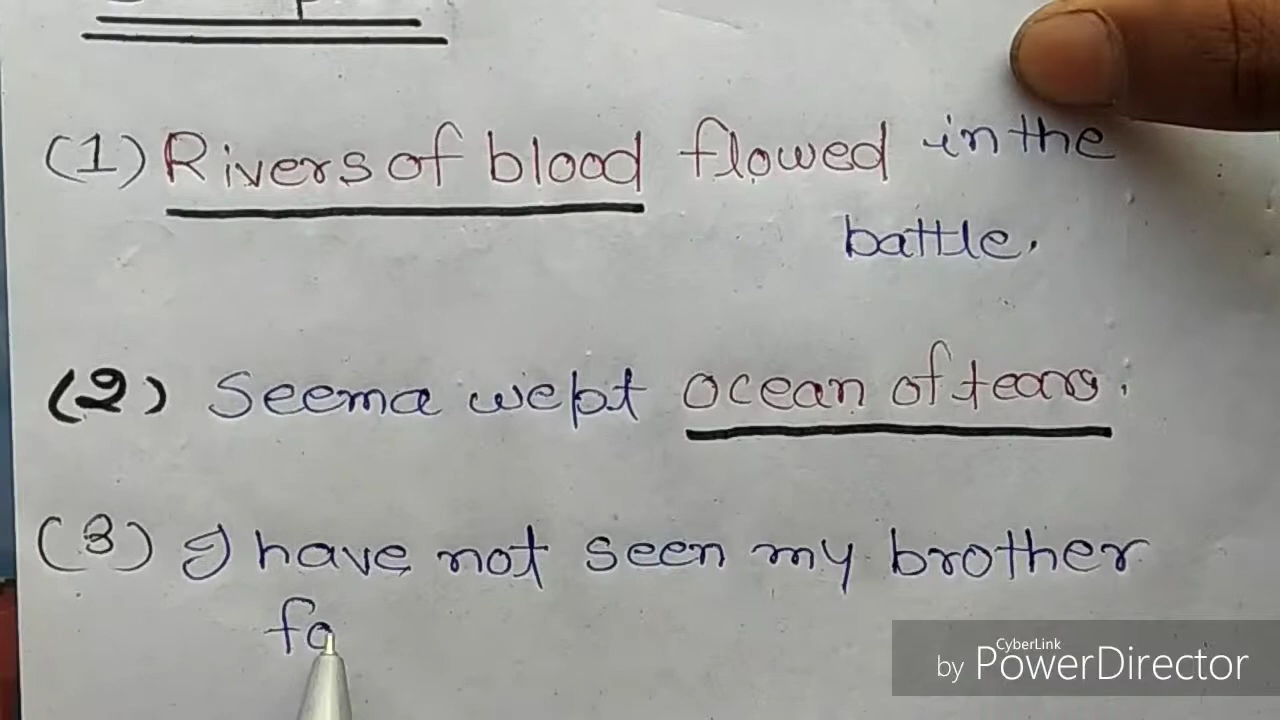 (1) Rivers of blood flowed in the
battle.
(2) Seema wept ocean of tears.
(3) I have not seen my brother
fo
CyberLink
by PowerDirector